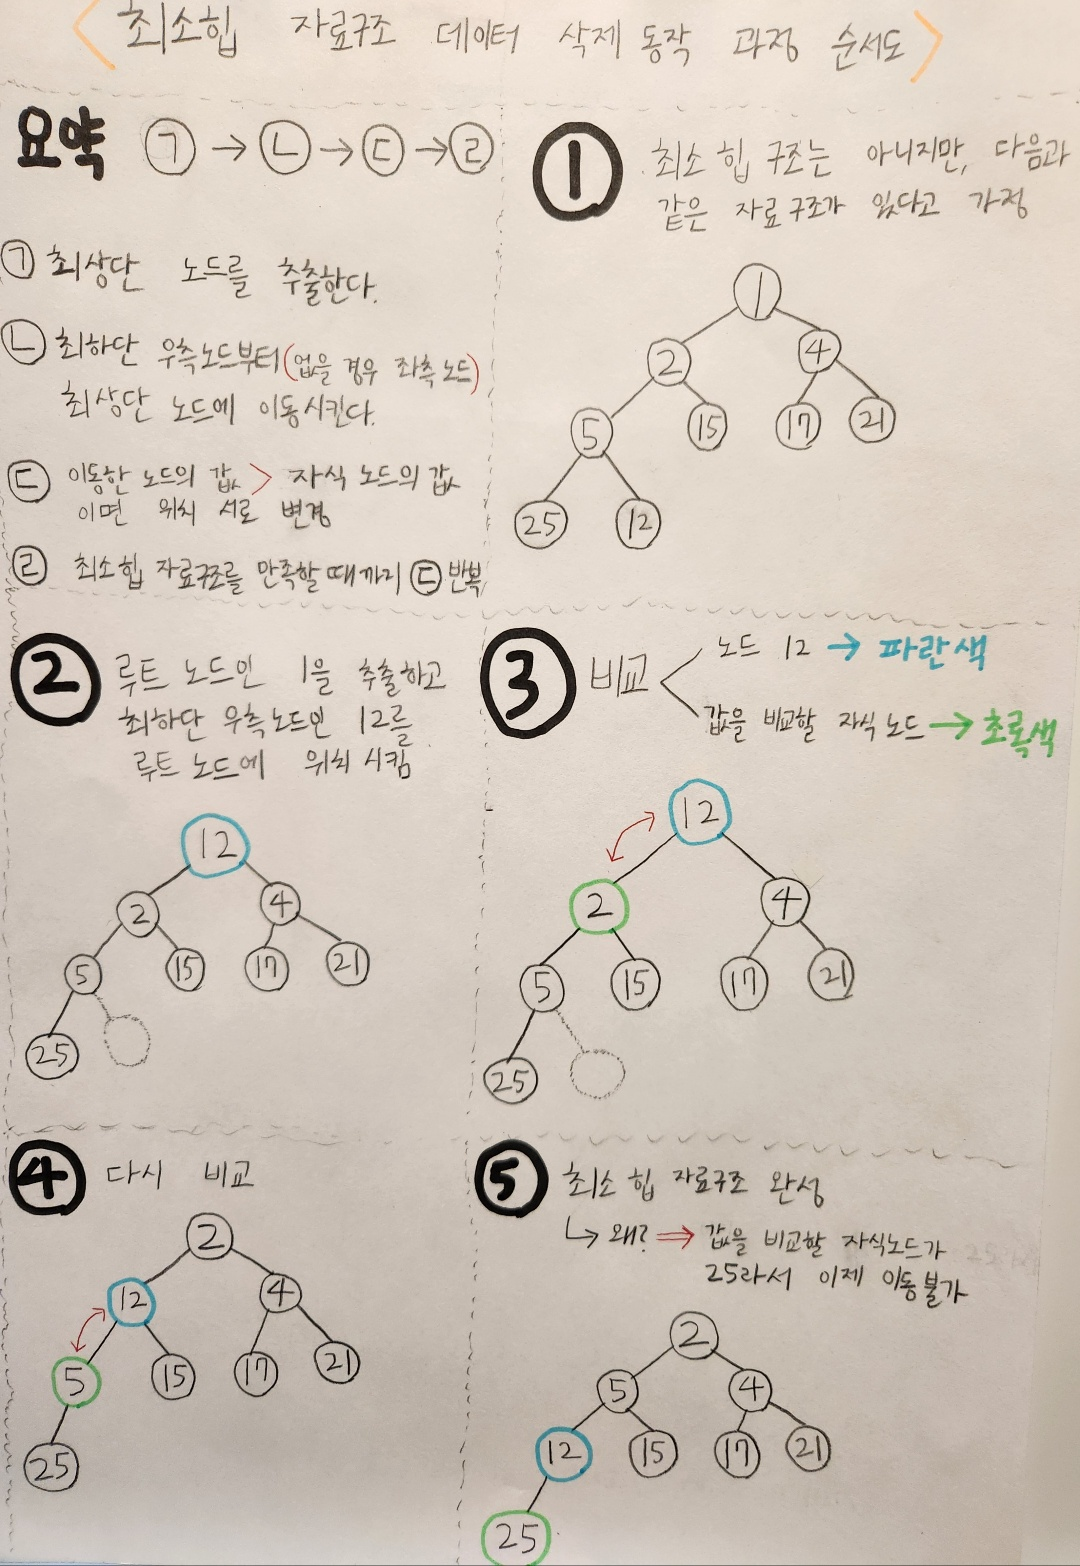 <최소힙 자료구조 데이터 삭제 동작 과정 순서도>
요약 ㄱ → ㄴ → ㄷ → ㄹ
ㄱ 최상단 노드를 추출한다.
ㄴ 최하단 우측노드부터(없을 경우 좌측 노드)
최상단 노드에 이동시킨다.
ㄷ 이동한 노드의 값 > 자식 노드의 값
이면 위치 서로 변경
ㄹ 최소힙 자료구조를 만족할 때 까지 ㄷ 반복
1 최소 힙 구조는 아니지만, 다음과
같은 자료구조가 있다고 가정
1
2 4
5 15 17 21
25 12
2 루트 노드인 1을 추출하고
최하단 우측노드인 12를
루트 노드에 위치 시킴
12
2 4
5 15 17 21
25
3 비교
노드 12 → 파란색
값을 비교할 자식 노드 → 초록색
12
2 4
5 15 17 21
25
4 다시 비교
2
12 4
5 15 17 21
25
5 최소 힙 자료구조 완성
↳ 왜? ⇒ 값을 비교할 자식노드가
25라서 이제 이동 불가
2
5 4
12 15 17 21
25